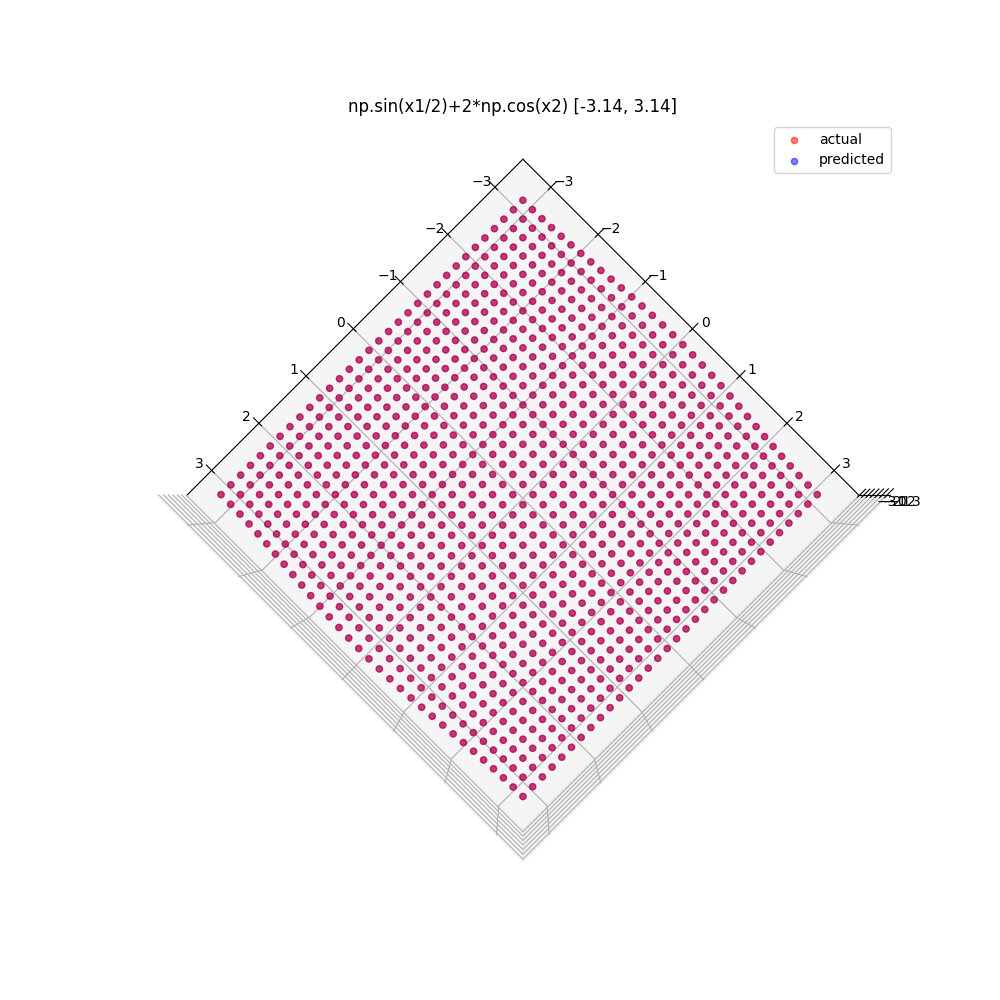 np.sin(x1/2)+2*np.cos(x2) [-3.14, 3.14]
actual
predicted
−3 −3
−2 −2
−1 −1
0 0
1 1
2 2
3 3